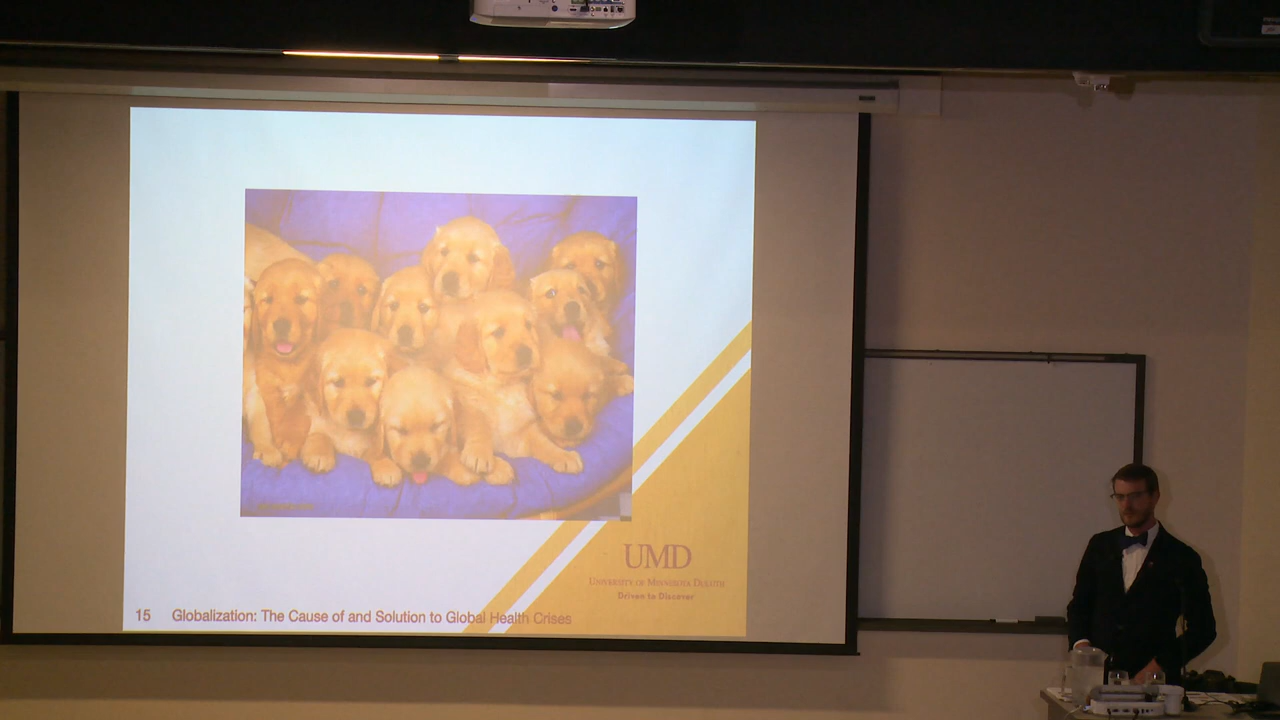 UMD
University of Minnesota Duluth
Driven to Discover
15 Globalization: The Cause of and Solution to Global Health Crises